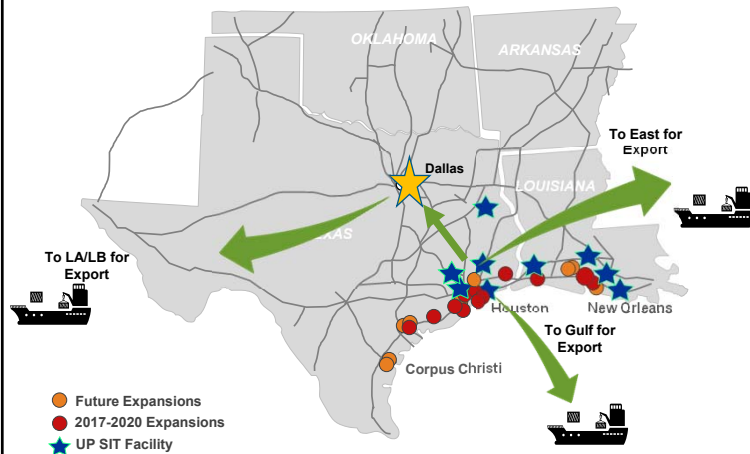 OKLAHOMA
ARKANSAS
To East for
Export
Dallas
LOUISIANA
TEXAS
To LA/LB for
Export
Houston
New Orleans
To Gulf for
Export
Corpus Christi
Future Expansions
2017-2020 Expansions
UP SIT Facility